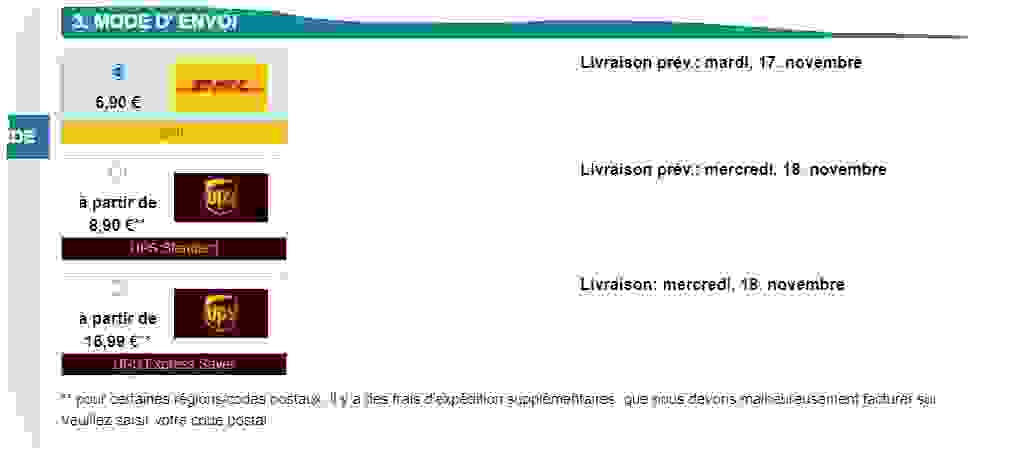 3. MODE D' ENVOI
Livraison prév.: mardi, 17. novembre
6,90 €
DHL
DE
Livraison prév.: mercredi, 18. novembre
à partir de
8,90 €**
ups
UPS Standard
Livraison: mercredi, 18. novembre
à partir de
16,99 €**
ups
UPS Express Saver
** pour certaines régions/codes postaux, il y a des frais d'expédition supplémentaires, que nous devons malheureusement facturer sui
Veuillez saisir votre code postal